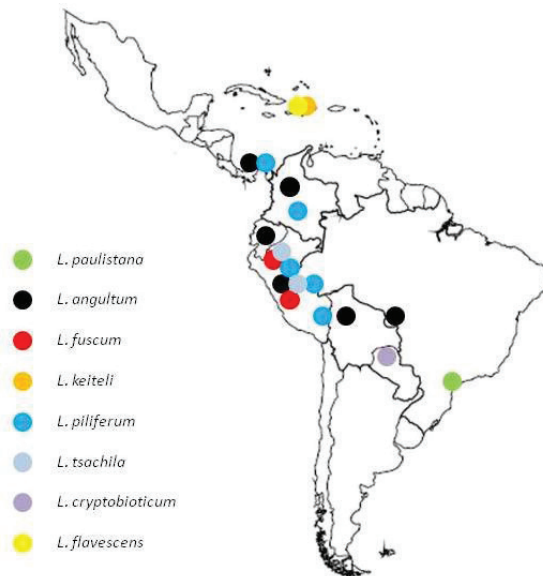 L. paulistana
L. angultum
L. fuscum
L. keiteli
L. piliferum
L. tsachila
L. cryptobioticum
L. flavescens